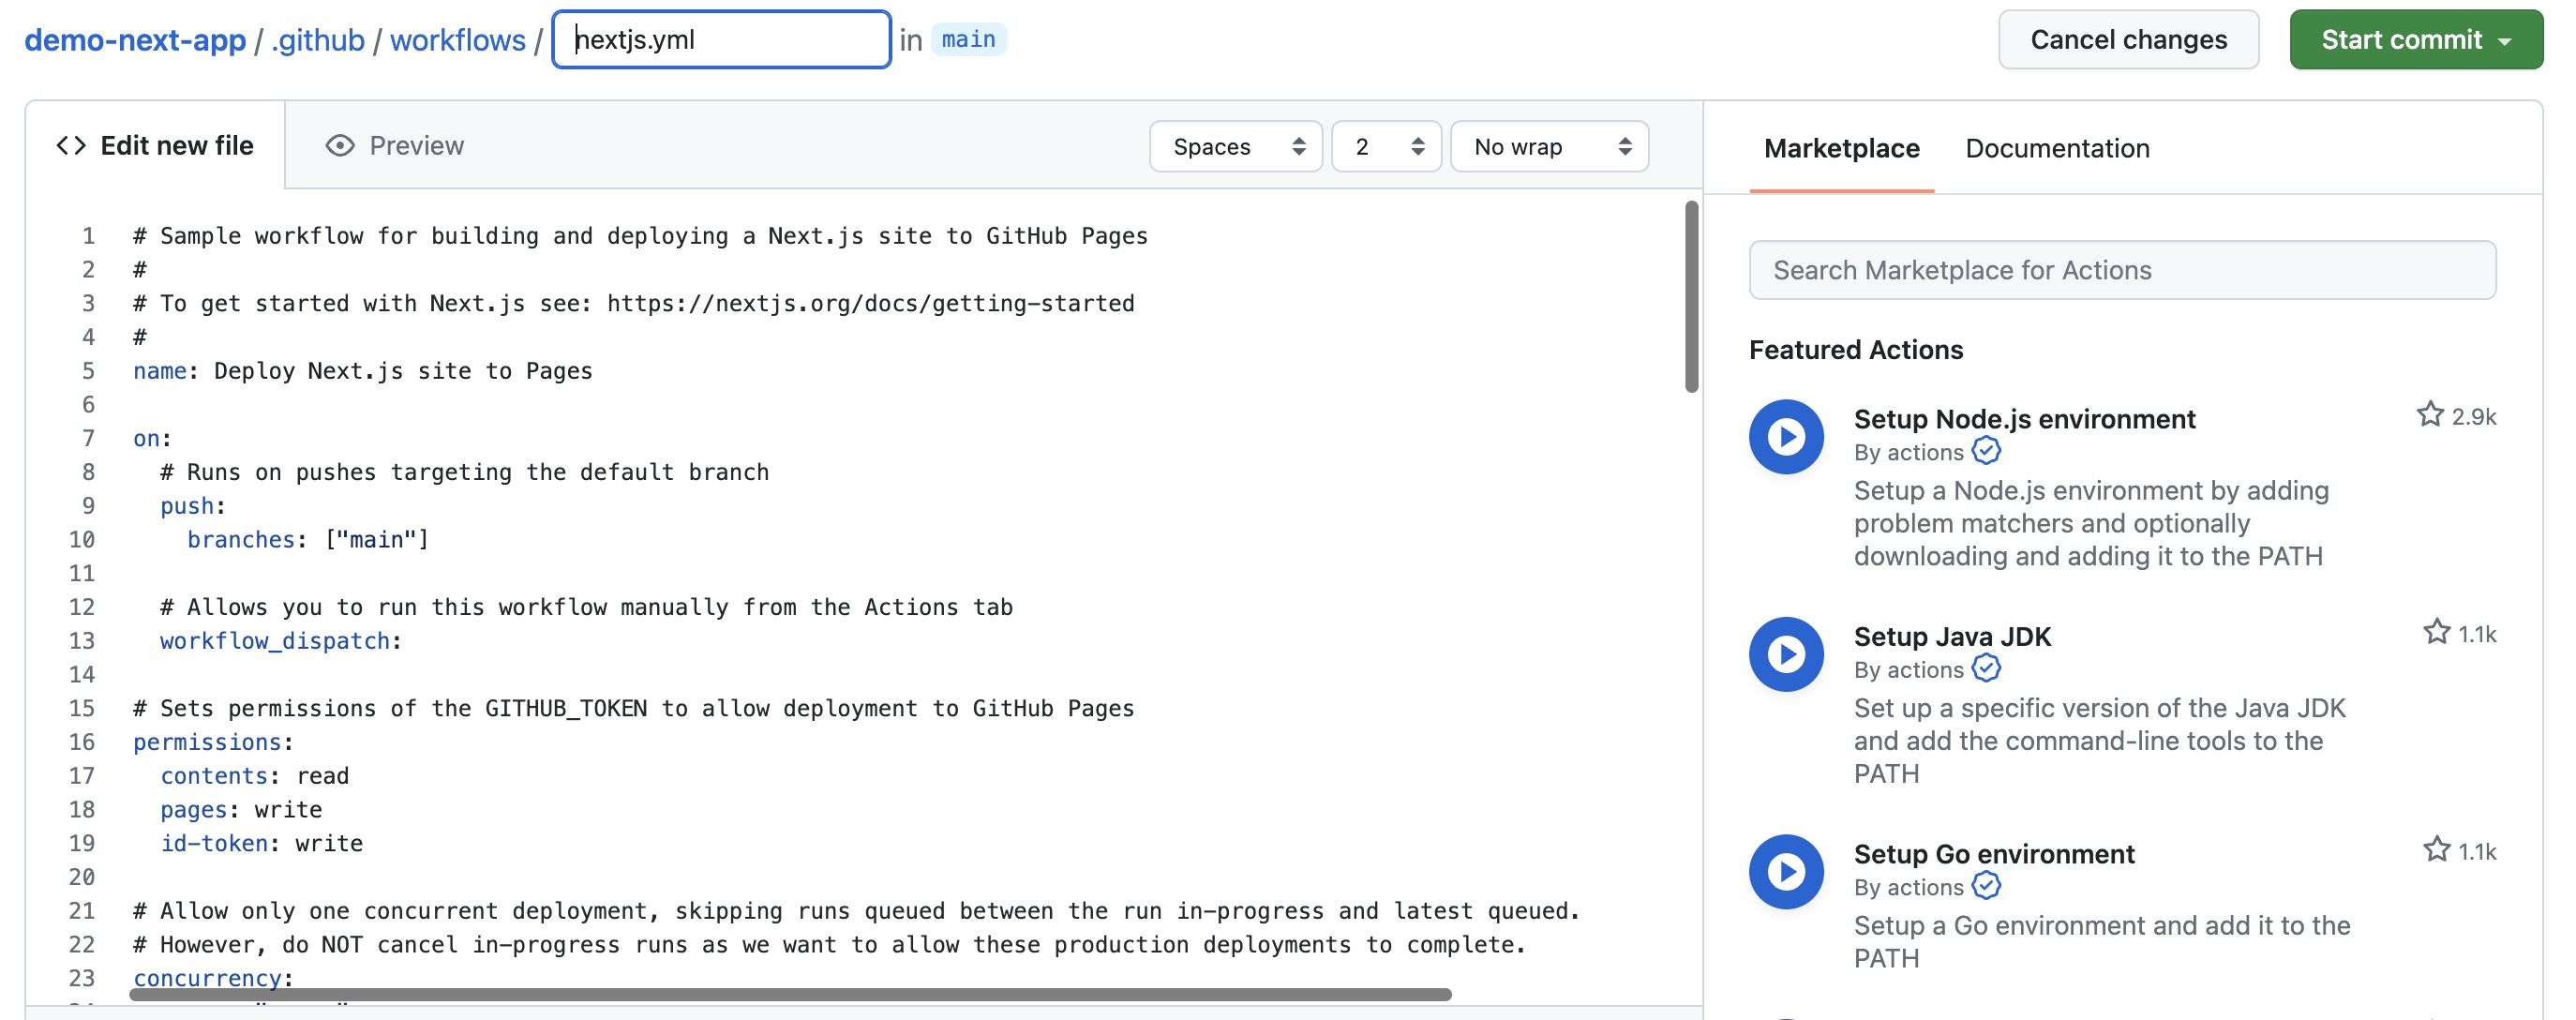 demo-next-app / .github / workflows / nextjs.yml in main
Cancel changes
Start commit
Edit new file
Preview
Spaces
2
No wrap
1 # Sample workflow for building and deploying a Next.js site to GitHub Pages
2 #
3 # To get started with Next.js see: https://nextjs.org/docs/getting-started
4 #
5 name: Deploy Next.js site to Pages
6
7 on:
8   # Runs on pushes targeting the default branch
9   push:
10     branches: ["main"]
11
12   # Allows you to run this workflow manually from the Actions tab
13   workflow_dispatch:
14
15 # Sets permissions of the GITHUB_TOKEN to allow deployment to GitHub Pages
16 permissions:
17   contents: read
18   pages: write
19   id-token: write
20
21 # Allow only one concurrent deployment, skipping runs queued between the run in-progress and latest queued.
22 # However, do NOT cancel in-progress runs as we want to allow these production deployments to complete.
23 concurrency:
Marketplace
Documentation
Search Marketplace for Actions
Featured Actions
Setup Node.js environment
2.9k
By actions
Setup a Node.js environment by adding
problem matchers and optionally
downloading and adding it to the PATH
Setup Java JDK
1.1k
By actions
Set up a specific version of the Java JDK
and add the command-line tools to the
PATH
Setup Go environment
1.1k
By actions
Setup a Go environment and add it to the
PATH